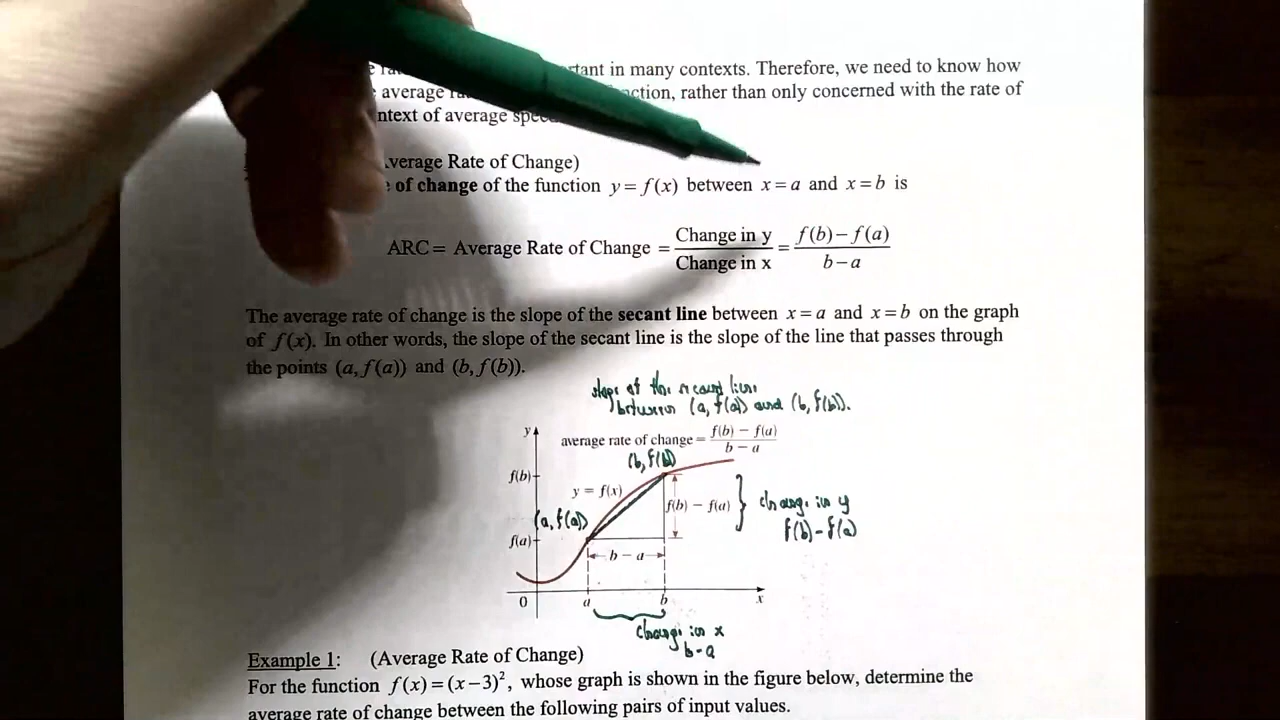 tant in many contexts. Therefore, we need to know how
average ction, rather than only concerned with the rate of
ntext of average spee
verage Rate of Change)
of change of the function y = f(x) between x = a and x = b is
ARC = Average Rate of Change = Change in y / Change in x = f(b) − f(a) / b − a
The average rate of change is the slope of the secant line between x = a and x = b on the graph
of f(x). In other words, the slope of the secant line is the slope of the line that passes through
the points (a, f(a)) and (b, f(b)).
slope of the secant line
between (a, f(a)) and (b, f(b)).
y
average rate of change = f(b) − f(a) / b − a
(b, f(b))
f(b)
y = f(x)
f(b) − f(a)
change in y
f(b) - f(a)
(a, f(a))
f(a)
b − a
0 a b x
change in x
b-a
Example 1: (Average Rate of Change)
For the function f(x) = (x−3)², whose graph is shown in the figure below, determine the
average rate of change between the following pairs of input values.